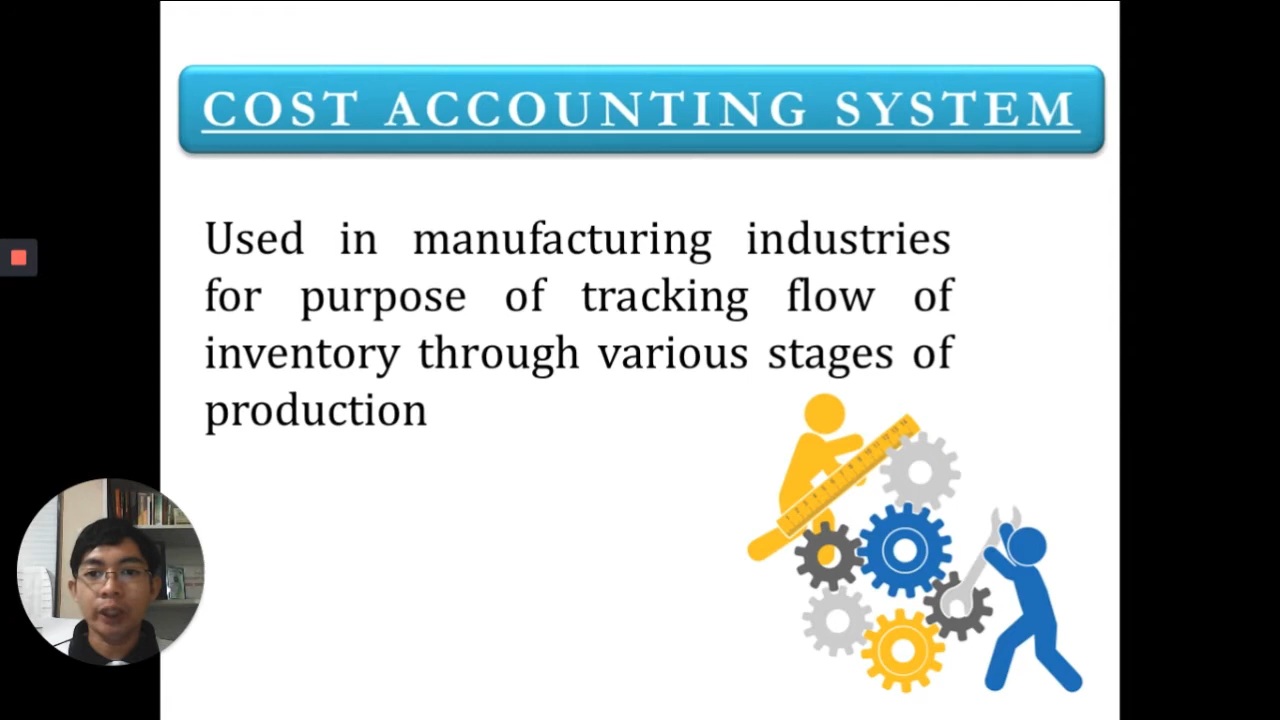 COST ACCOUNTING SYSTEM
Used in manufacturing industries
for purpose of tracking flow of
inventory through various stages of
production